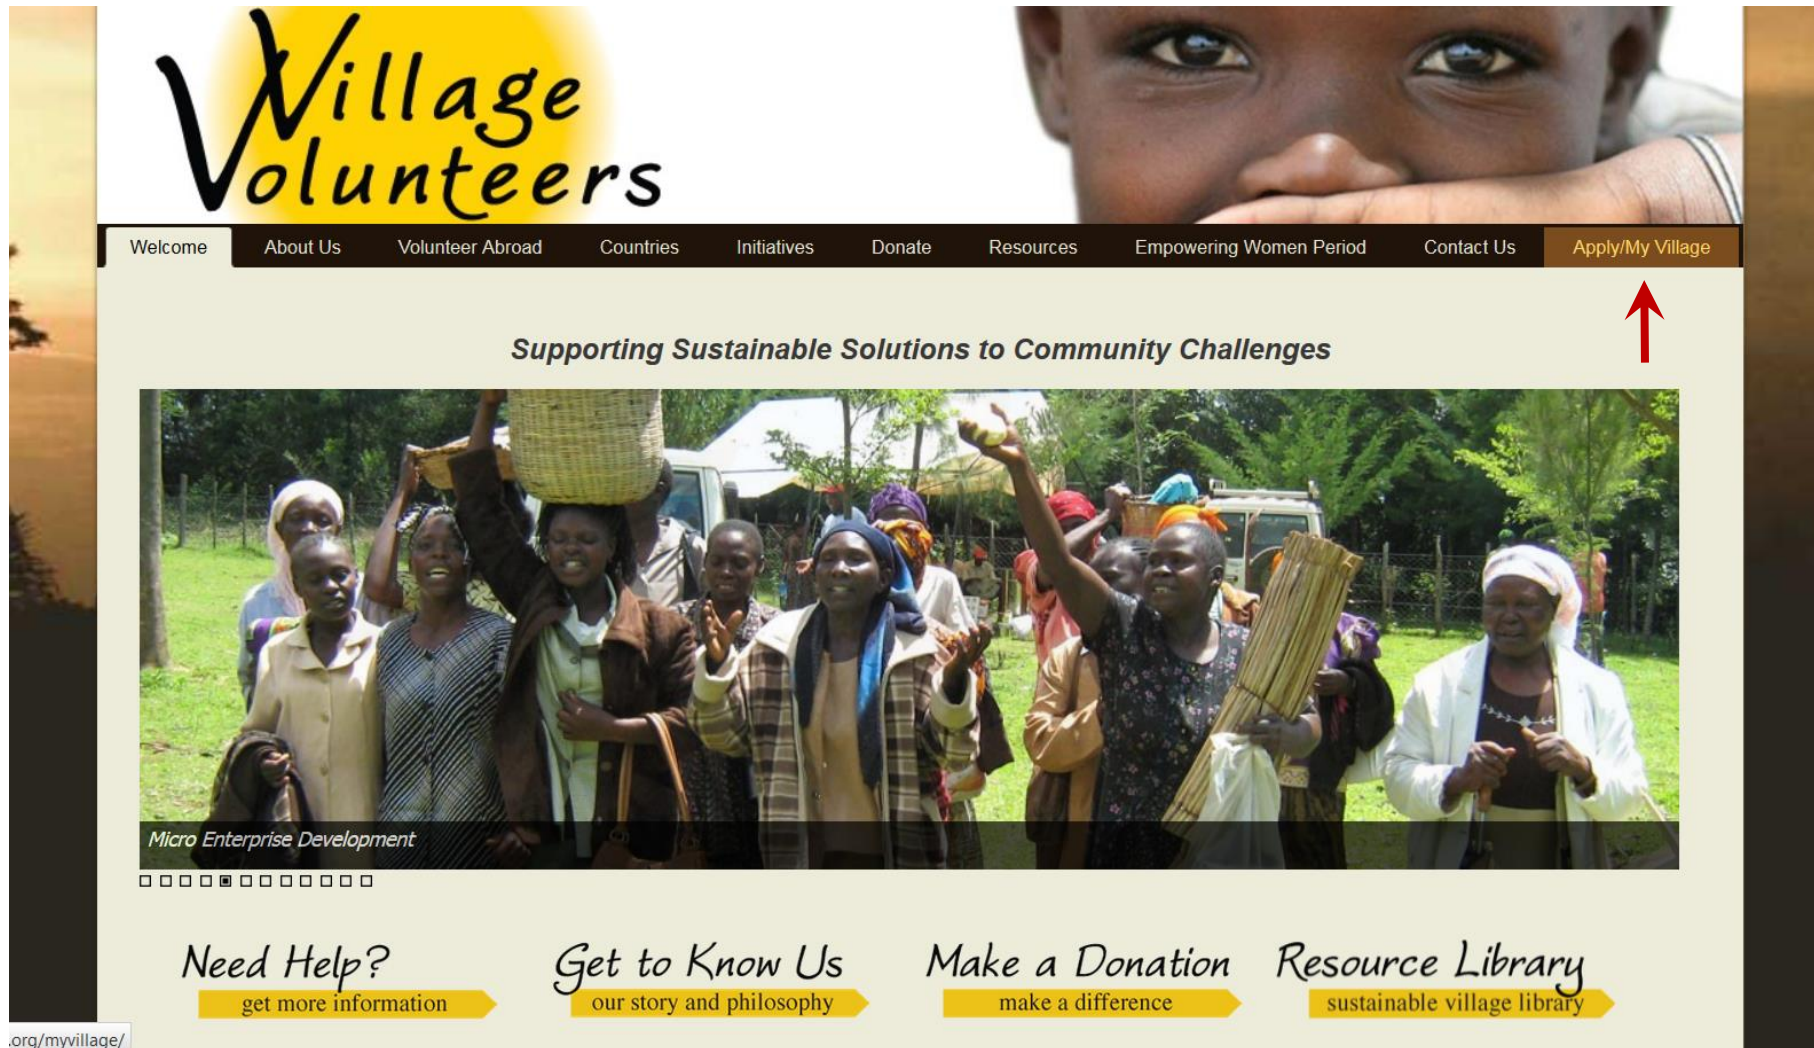 Village
Volunteers
Welcome About Us Volunteer Abroad Countries Initiatives Donate Resources Empowering Women Period Contact Us Apply/My Village
Supporting Sustainable Solutions to Community Challenges
Micro Enterprise Development
Need Help? Get to Know Us Make a Donation Resource Library
get more information our story and philosophy make a difference sustainable village library
.org/myvillage/